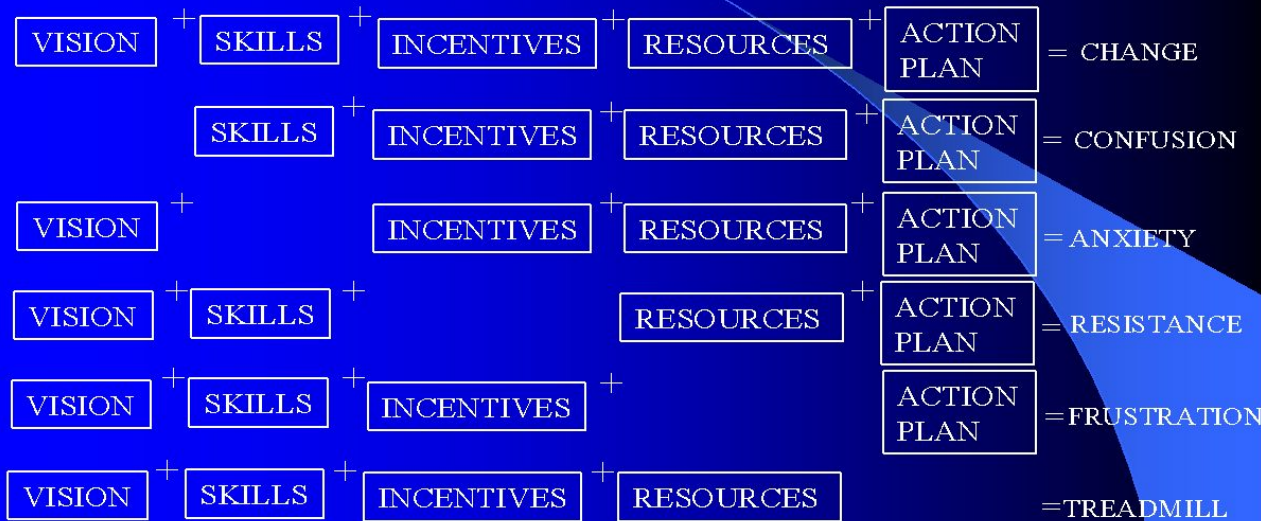 VISION + SKILLS + INCENTIVES + RESOURCES + ACTION PLAN = CHANGE
SKILLS + INCENTIVES + RESOURCES + ACTION PLAN = CONFUSION
VISION + INCENTIVES + RESOURCES + ACTION PLAN = ANXIETY
VISION + SKILLS + RESOURCES + ACTION PLAN = RESISTANCE
VISION + SKILLS + INCENTIVES + ACTION PLAN =FRUSTRATION
VISION + SKILLS + INCENTIVES + RESOURCES =TREADMILL